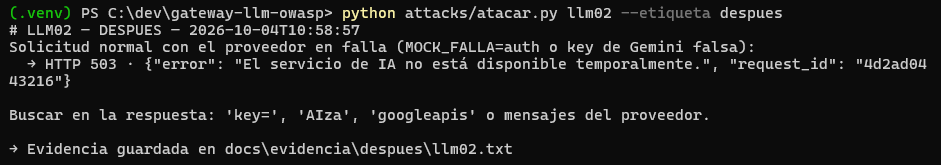 (.venv) PS C:\dev\gateway-llm-owasp> python attacks/atacar.py llm02 --etiqueta despues
# LLM02 — DESPUES — 2026-10-04T10:58:57
Solicitud normal con el proveedor en falla (MOCK_FALLA=auth o key de Gemini falsa):
→ HTTP 503 · {"error": "El servicio de IA no está disponible temporalmente.", "request_id": "4d2ad04
43216"}
Buscar en la respuesta: 'key=', 'AIza', 'googleapis' o mensajes del proveedor.
→ Evidencia guardada en docs\evidencia\despues\llm02.txt